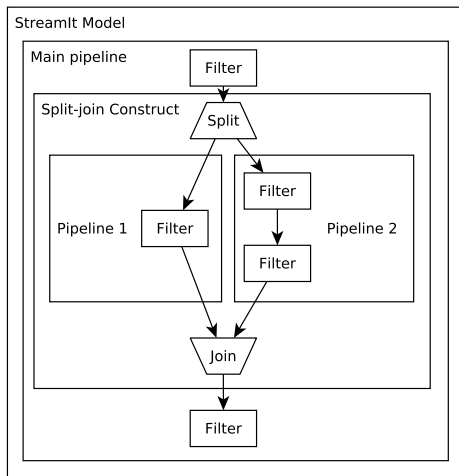 StreamIt Model
Main pipeline
Filter
Split-join Construct
Split
Filter
Pipeline 1
Filter
Pipeline 2
Filter
Join
Filter